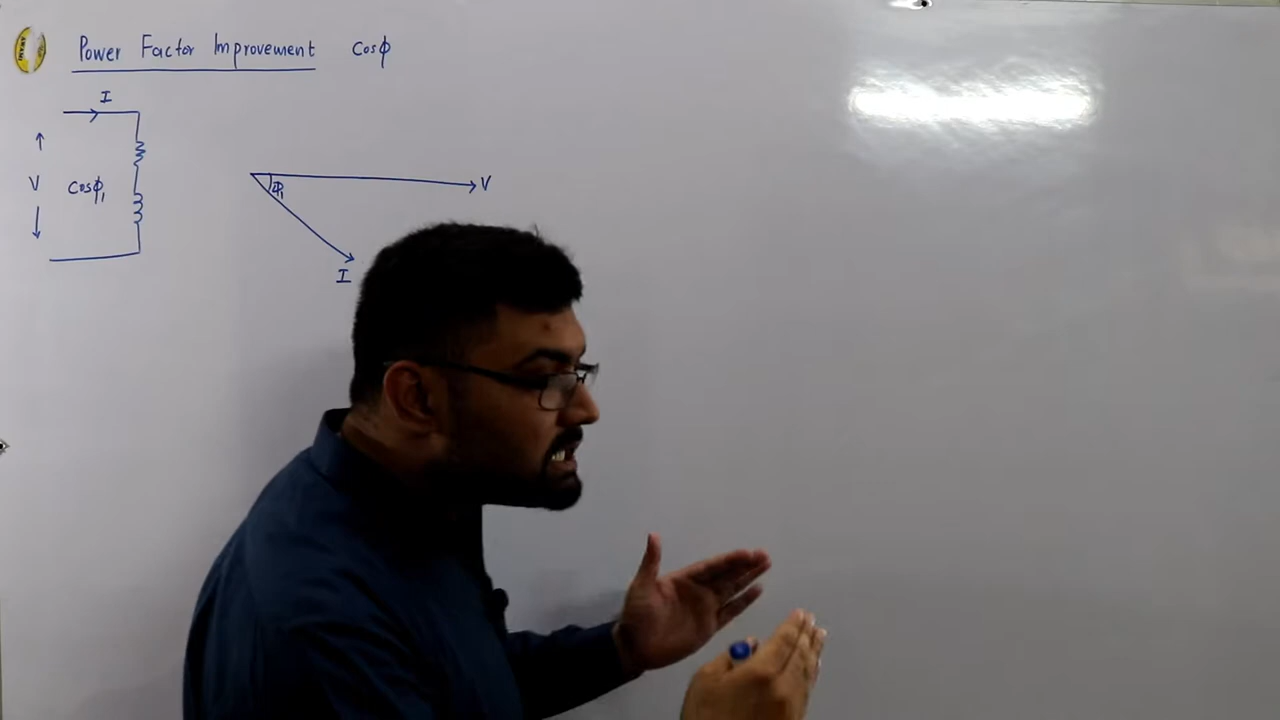 Power Factor Improvement Cosϕ
I
V
Cosϕ₁
ϕ₁
V
I